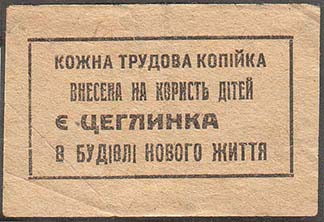 КОЖНА ТРУДОВА КОПІЙКА
ВНЕСЕНА НА КОРИСТЬ ДІТЕЙ
Є ЦЕГЛИНКА
В БУДІВЛІ НОВОГО ЖИТТЯ